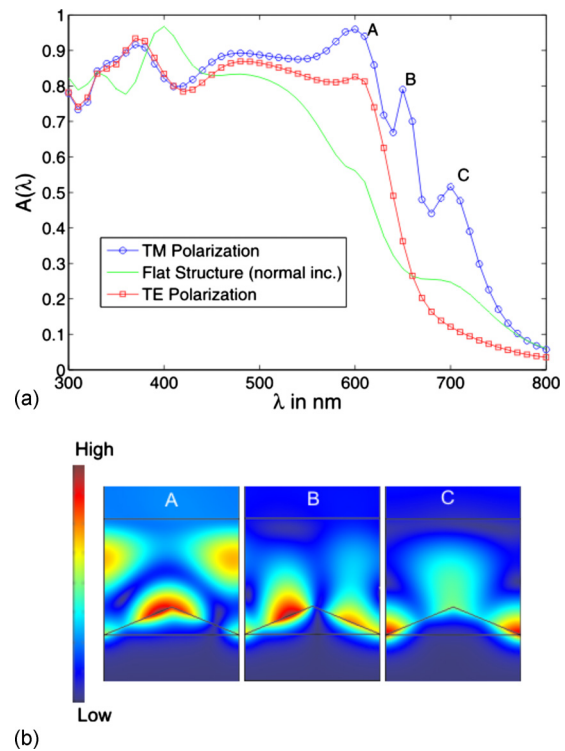 1
0.9
0.8
0.7
0.6
0.5
0.4
0.3
0.2
0.1
0
A(λ)
A
B
C
TM Polarization
Flat Structure (normal inc.)
TE Polarization
300
400
500
600
700
800
λ in nm
(a)
High
Low
A
B
C
(b)